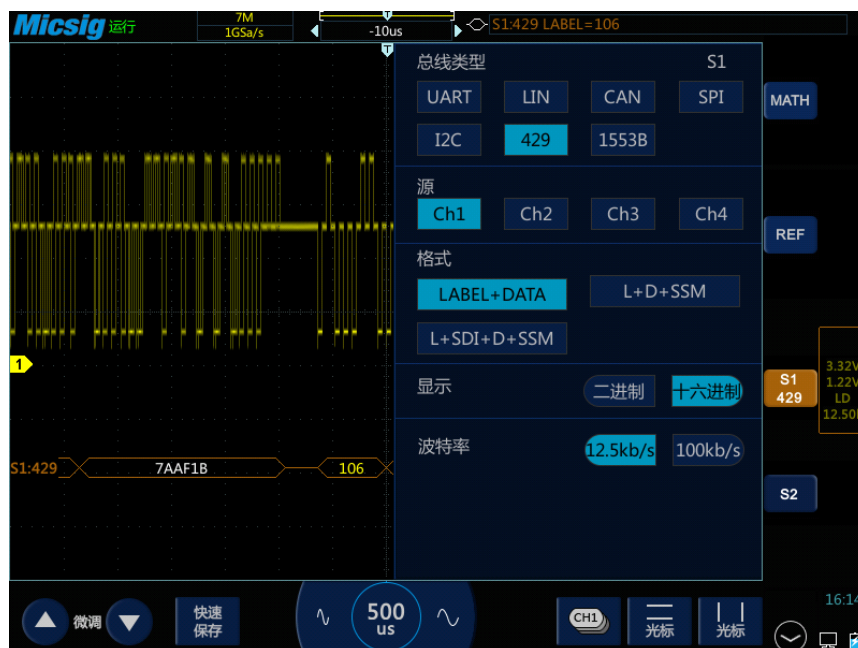 Micsig 运行
7M
1GSa/s
T
-10us
S1:429 LABEL=106
T
总线类型 S1
UART LIN CAN SPI
MATH
I2C 429 1553B
源
Ch1 Ch2 Ch3 Ch4
REF
格式
LABEL+DATA L+D+SSM
L+SDI+D+SSM
1
显示 二进制 十六进制
S1
429
3.32V
1.22V
LD
12.50
波特率 12.5kb/s 100kb/s
S1:429 7AAF1B 106
S2
微调
快速
保存
500
us
CH1
光标
光标
16:14